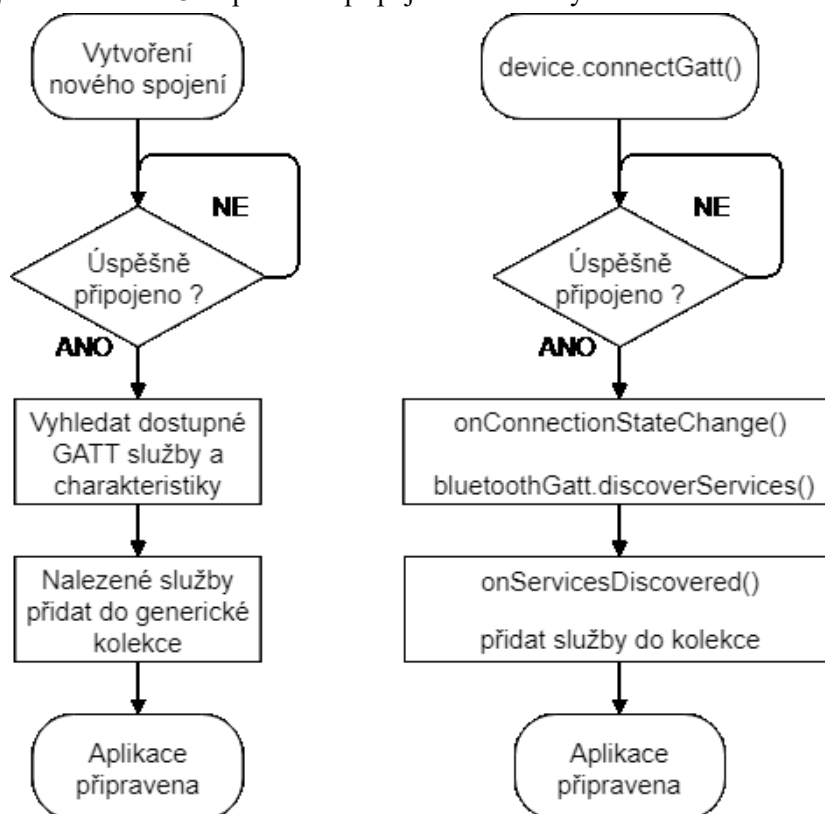 Vytvoření
nového spojení
NE
Úspěšně
připojeno ?
ANO
Vyhledat dostupné
GATT služby a
charakteristiky
Nalezené služby
přidat do generické
kolekce
Aplikace
připravena
device.connectGatt()
NE
Úspěšně
připojeno ?
ANO
onConnectionStateChange()
bluetoothGatt.discoverServices()
onServicesDiscovered()
přidat služby do kolekce
Aplikace
připravena